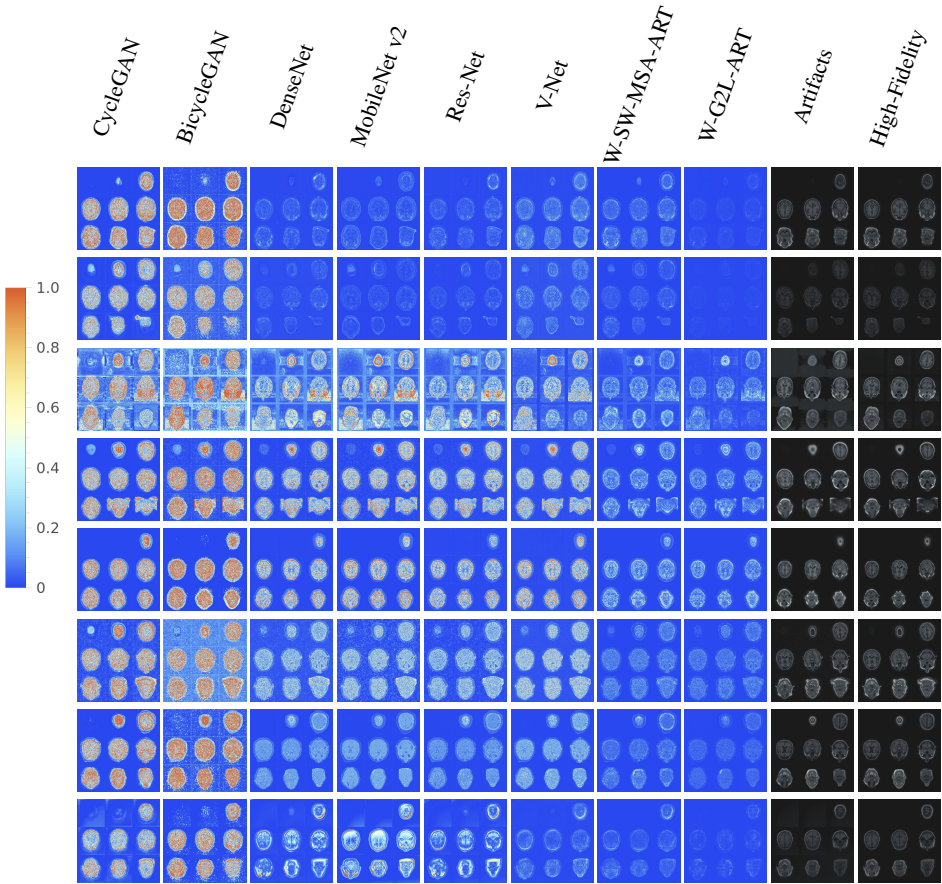 CycleGAN
BicycleGAN
DenseNet
MobileNet v2
Res-Net
V-Net
W-SW-MSA-ART
W-G2L-ART
Artifacts
High-Fidelity
1.0
0.8
0.6
0.4
0.2
0